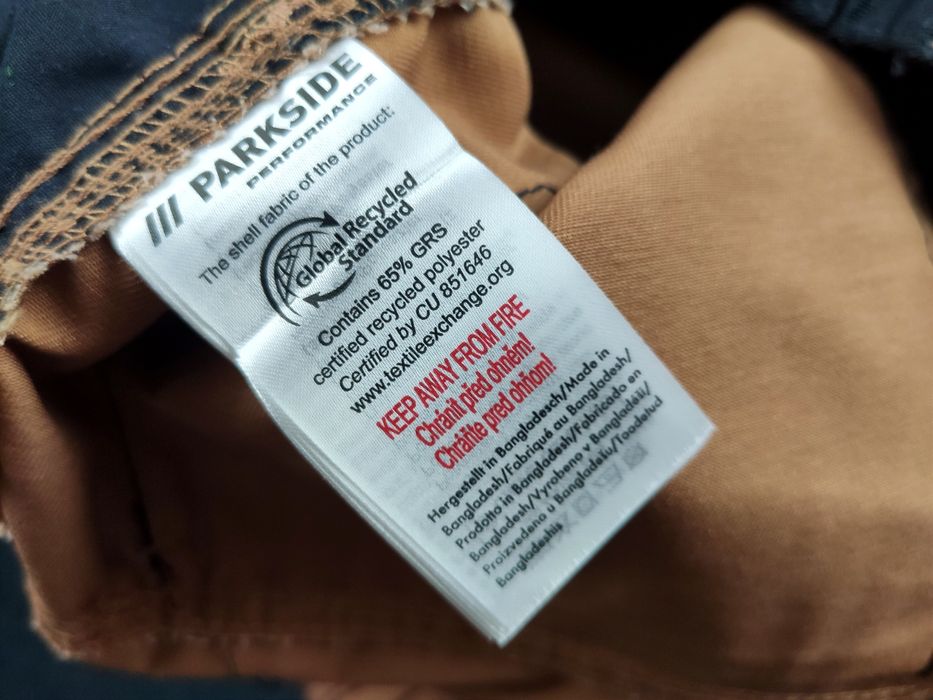 /// PARKSIDE
PERFORMANCE
The shell fabric of the product:
Global Recycled
Standard
Contains 65% GRS
certified recycled polyester
Certified by CU 851646
www.textileexchange.org
KEEP AWAY FROM FIRE
Chránit před ohněm!
Chráňte pred ohňom!
Hergestellt in Bangladesch/Made in
Bangladesh/Fabriqué au Bangladesh/
Prodotto in Bangladesh/Fabricado en
Bangladesh/Vyrobeno v Bangladéši/
Proizvedeno u Bangladešu/Toodetud
Bangladeshis